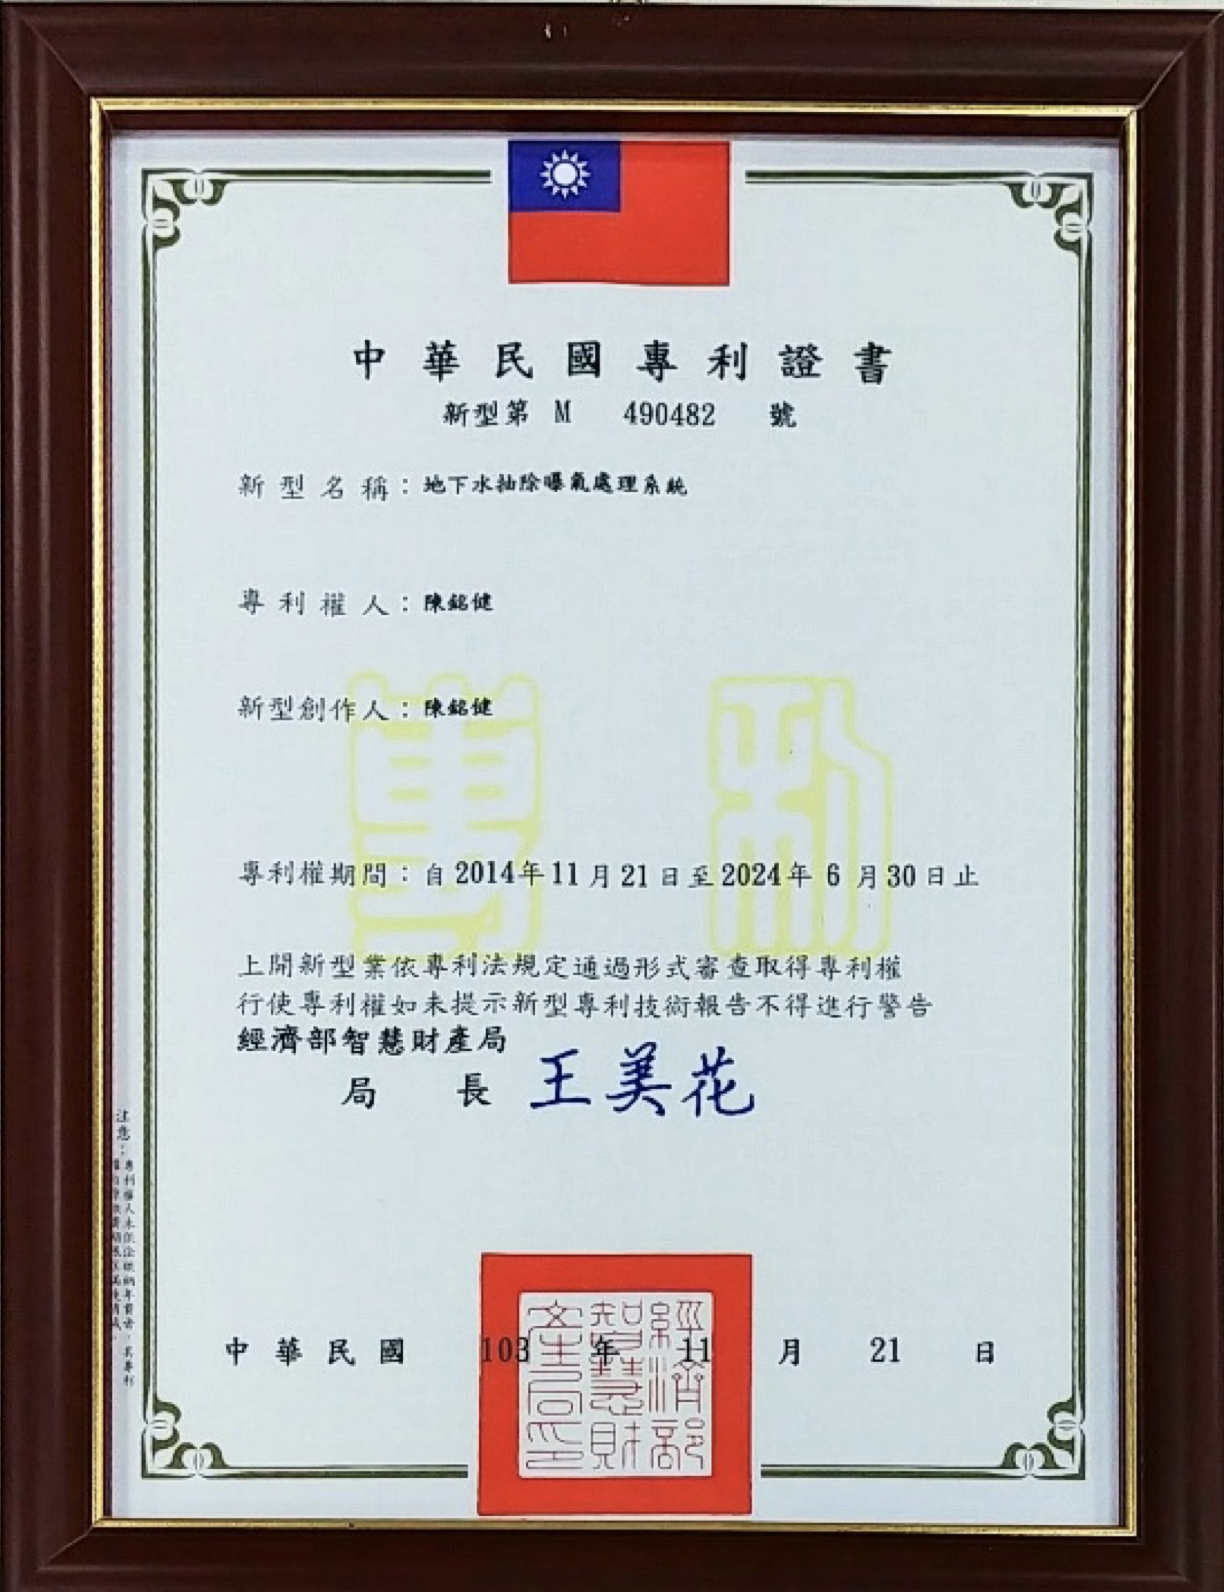 中華民國專利證書
新型第 M 490482 號
新型名稱：地下水抽除曝氣處理系統
專利權人：陳銘健
新型創作人：陳銘健
專利
專利權期間：自2014年11月21日至2024年6月30日止
上開新型業依專利法規定通過形式審查取得專利權
行使專利權如未提示新型專利技術報告不得進行警告
經濟部智慧財產局
局長 王美花
注意：專利權人未依法繳納年費者，其專利
中華民國 103 年 11 月 21 日
經濟部
智慧財
產局印